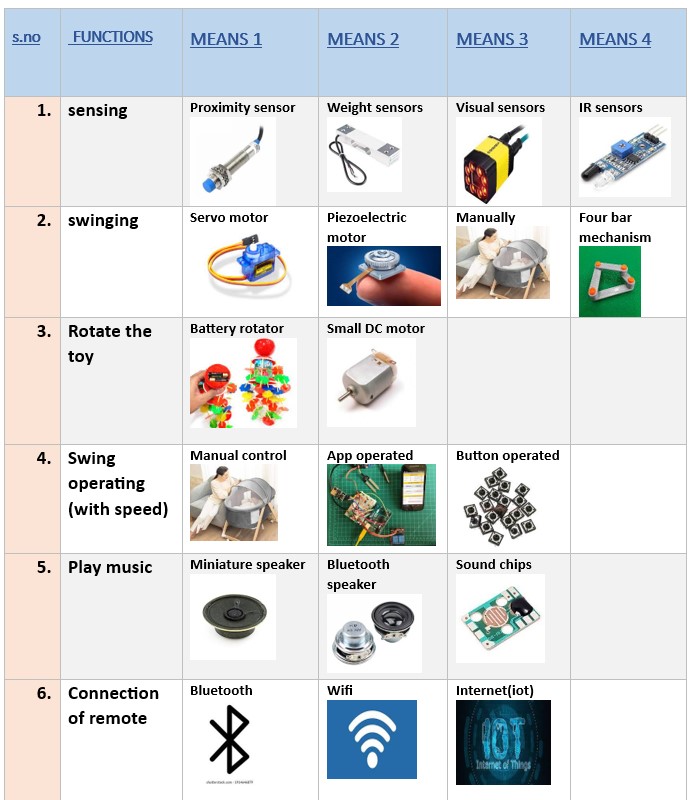 s.no FUNCTIONS MEANS 1 MEANS 2 MEANS 3 MEANS 4
1. sensing Proximity sensor Weight sensors Visual sensors IR sensors
2. swinging Servo motor Piezoelectric motor Manually Four bar mechanism
3. Rotate the toy Battery rotator Small DC motor
4. Swing operating (with speed) Manual control App operated Button operated
5. Play music Miniature speaker Bluetooth speaker Sound chips
6. Connection of remote Bluetooth Wifi Internet(iot)
IOT
Internet of Things